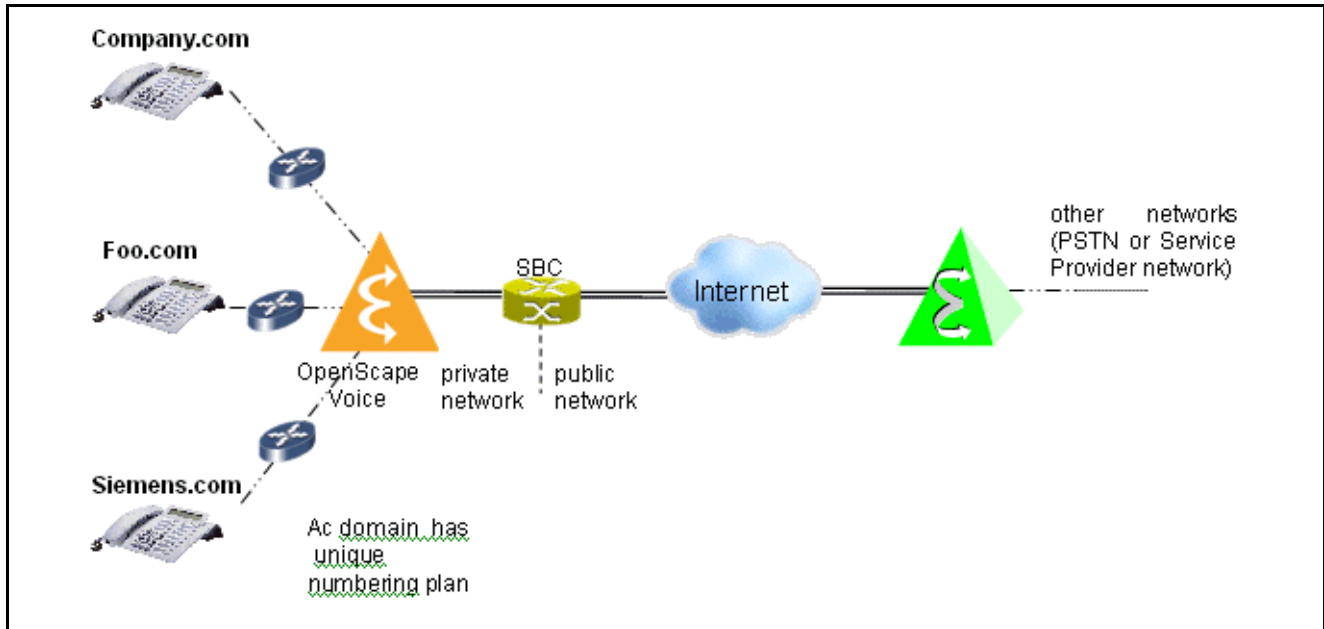 Company.com
Foo.com
SBC
Internet
other networks
(PSTN or Service
Provider network)
OpenScape
Voice
private
network
public
network
Siemens.com
Ac domain has
unique
numbering plan